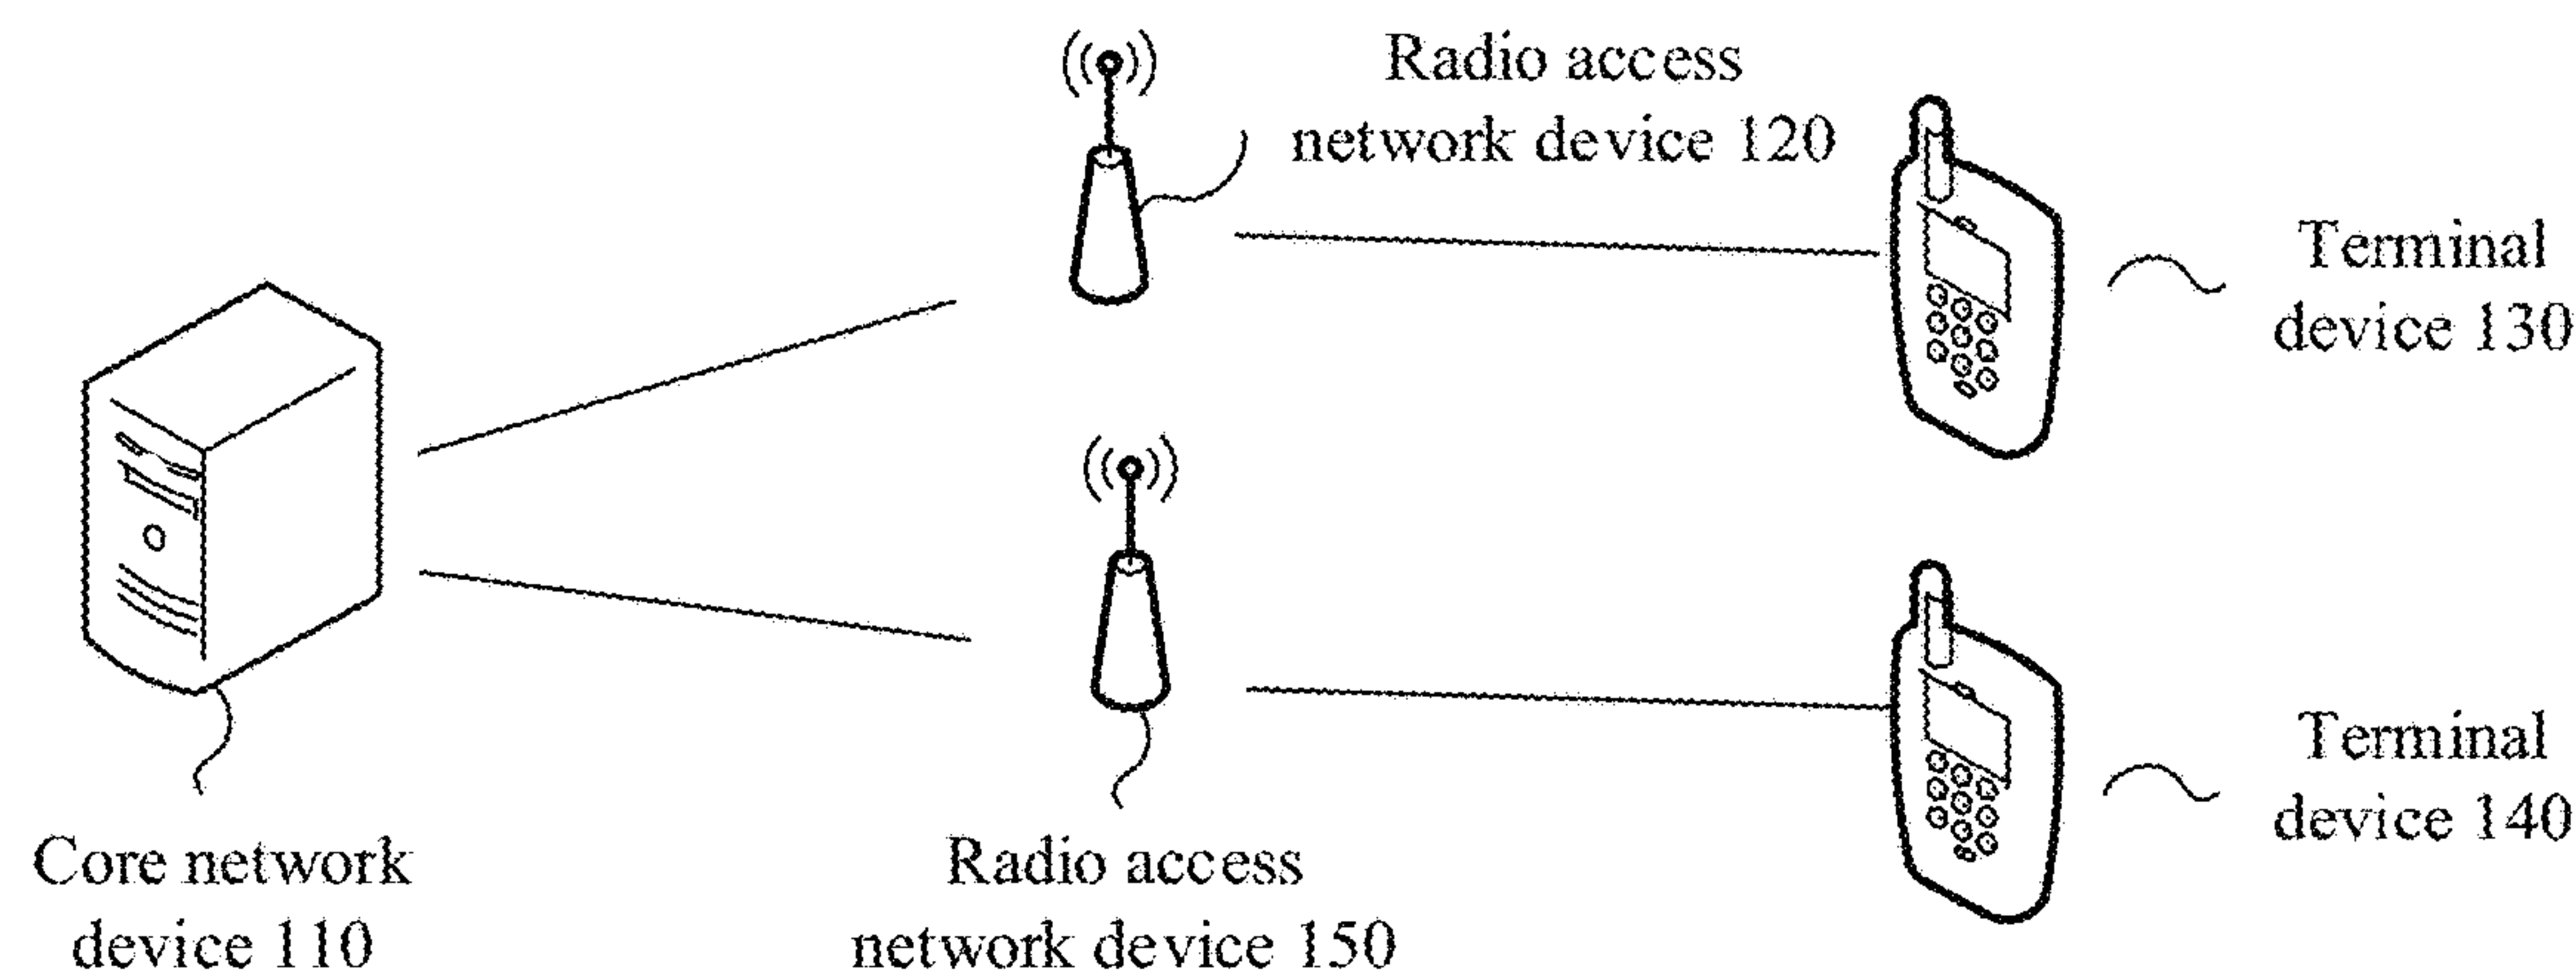 Radio access
network device 120
Terminal
device 130
Terminal
device 140
Core network
device 110
Radio access
network device 150